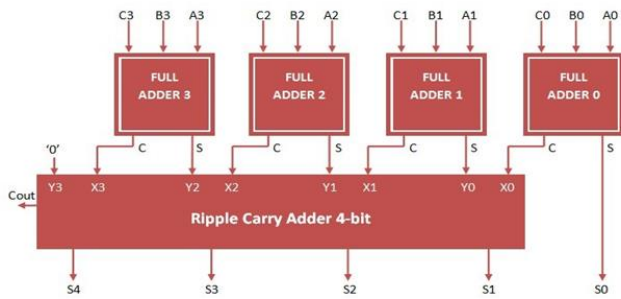 C3 B3 A3 C2 B2 A2 C1 B1 A1 C0 B0 A0
FULL
ADDER 3
FULL
ADDER 2
FULL
ADDER 1
FULL
ADDER 0
‘0’ C S C S C S C S
Y3 X3 Y2 X2 Y1 X1 Y0 X0
Cout
Ripple Carry Adder 4-bit
S4 S3 S2 S1 S0